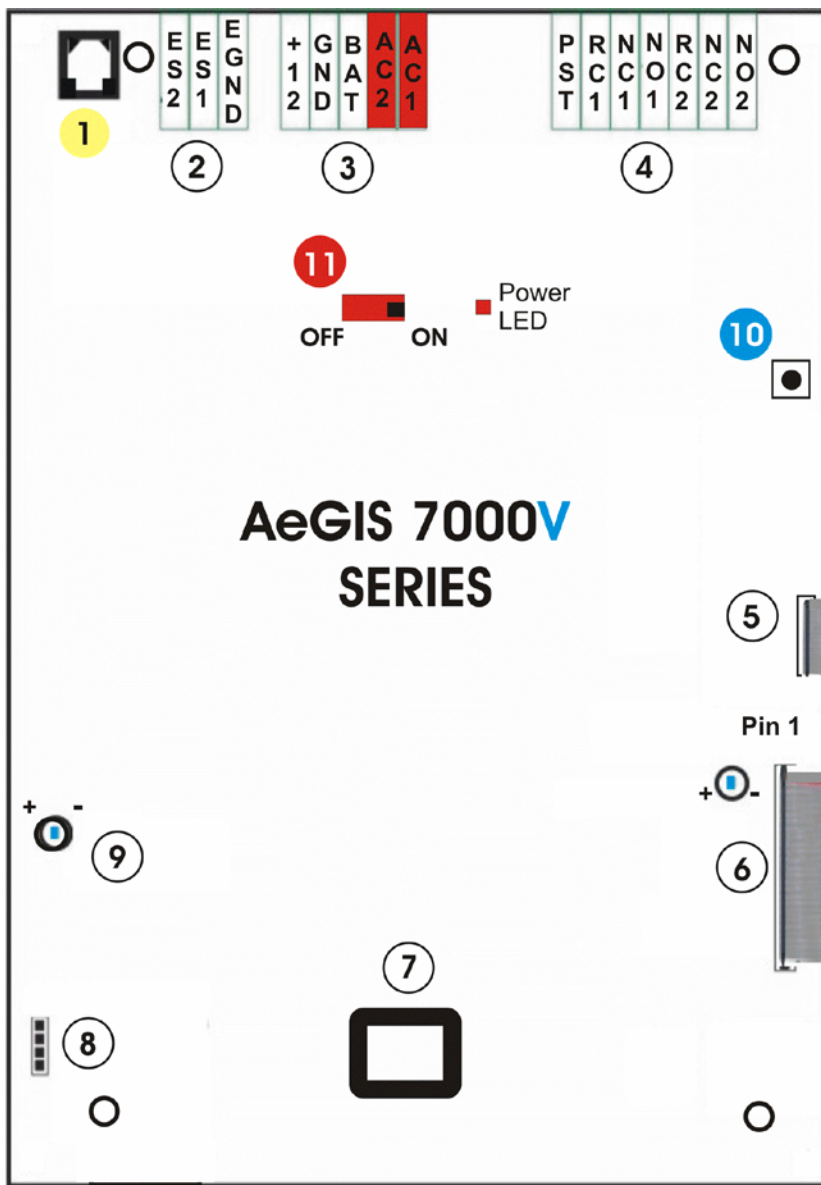 ES2 ES1 EGND +12 GND BAT AC2 AC1 PST RC1 NC1 NO1 RC2 NC2 NO2
1 2 3 4
11
Power
LED
OFF ON
10
AeGIS 7000V
SERIES
5
Pin 1
+ -
6
+ -
9
7
8